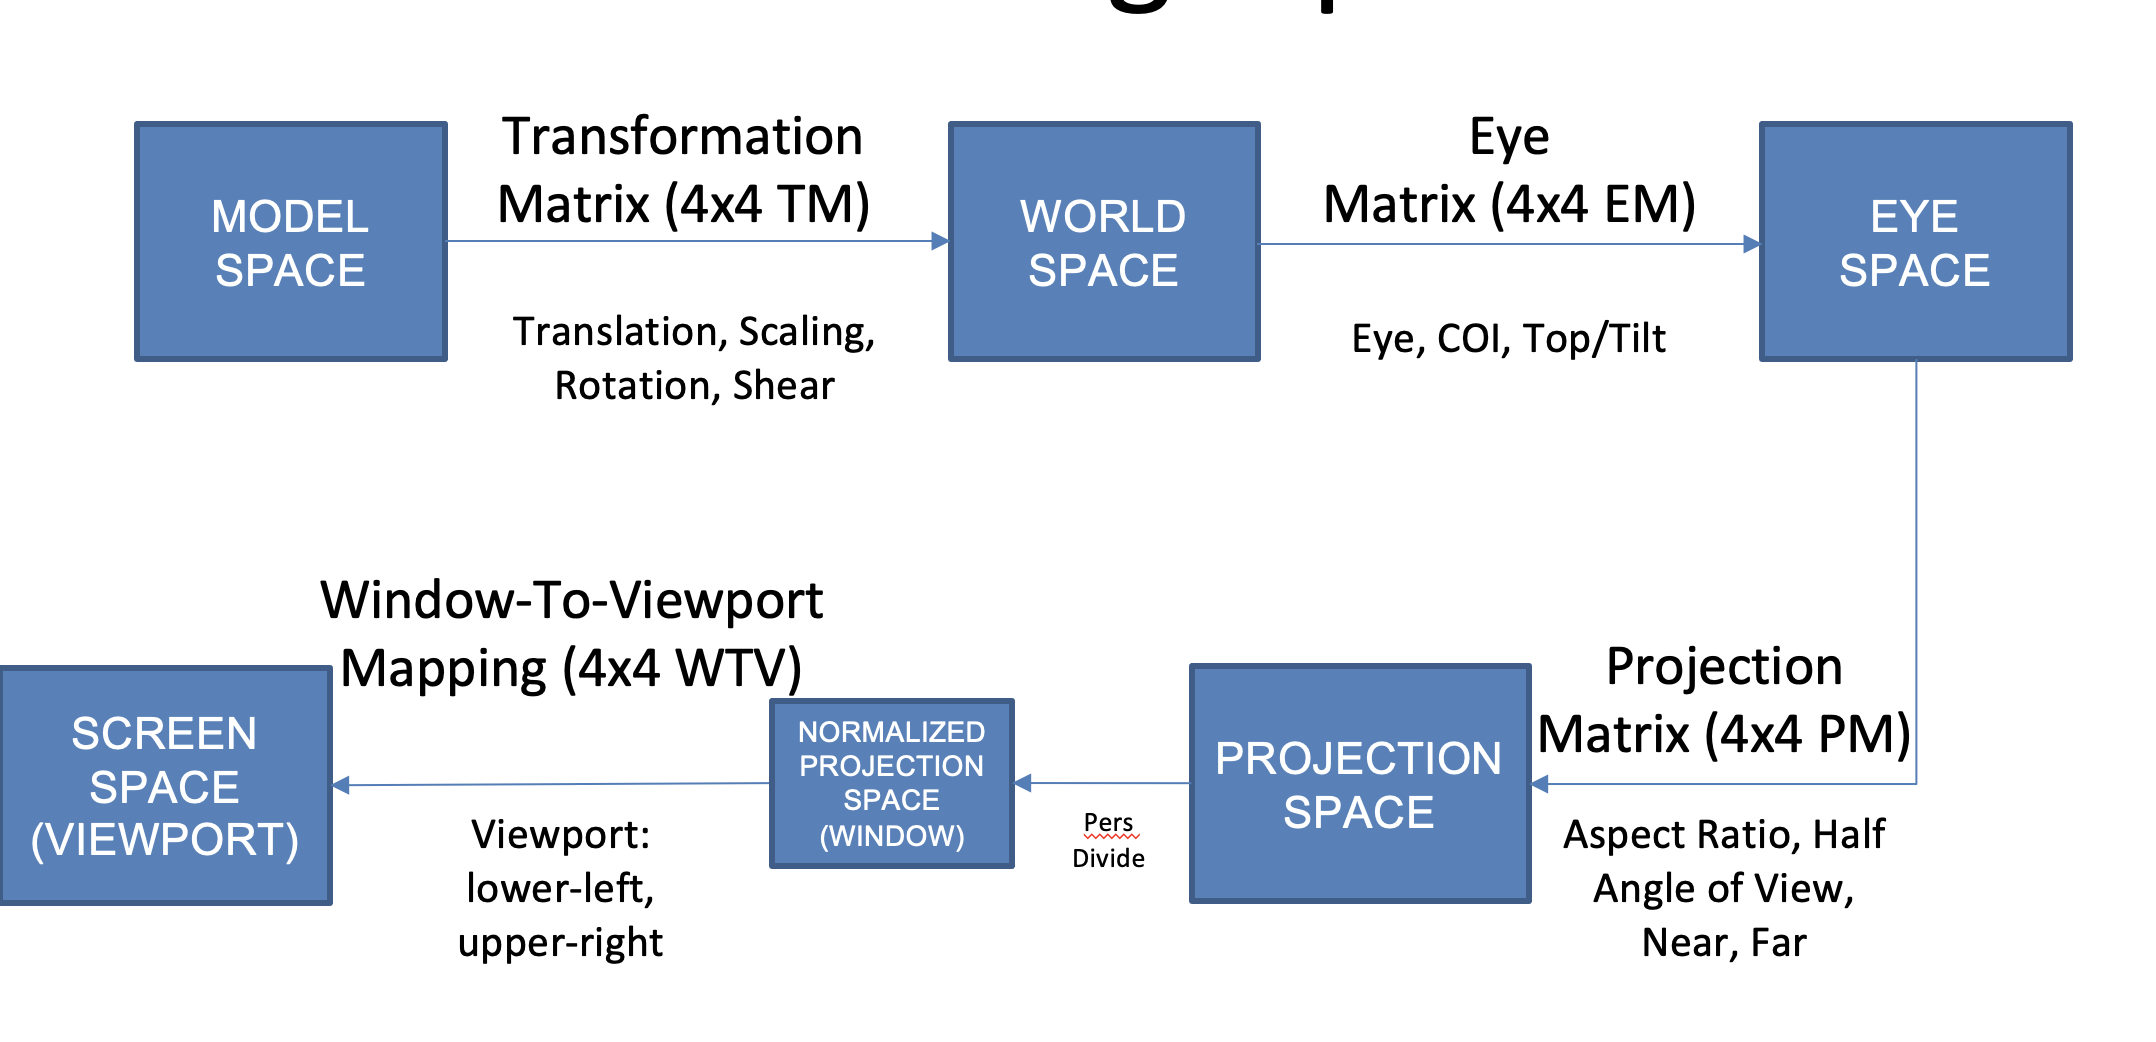 MODEL
SPACE
Transformation
Matrix (4x4 TM)
Translation, Scaling,
Rotation, Shear
WORLD
SPACE
Eye
Matrix (4x4 EM)
Eye, COI, Top/Tilt
EYE
SPACE
Projection
Matrix (4x4 PM)
Aspect Ratio, Half
Angle of View,
Near, Far
PROJECTION
SPACE
Pers
Divide
NORMALIZED
PROJECTION
SPACE
(WINDOW)
Window-To-Viewport
Mapping (4x4 WTV)
Viewport:
lower-left,
upper-right
SCREEN
SPACE
(VIEWPORT)